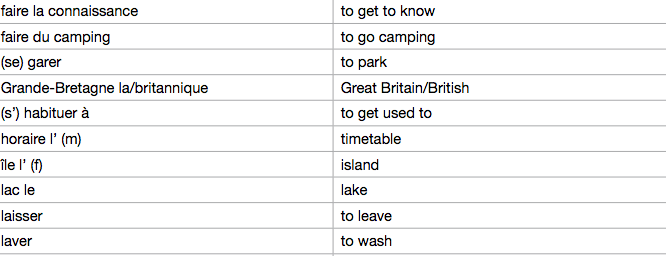 faire la connaissance to get to know
faire du camping to go camping
(se) garer to park
Grande-Bretagne la/britannique Great Britain/British
(s’) habituer à to get used to
horaire l’ (m) timetable
île l’ (f) island
lac le lake
laisser to leave
laver to wash